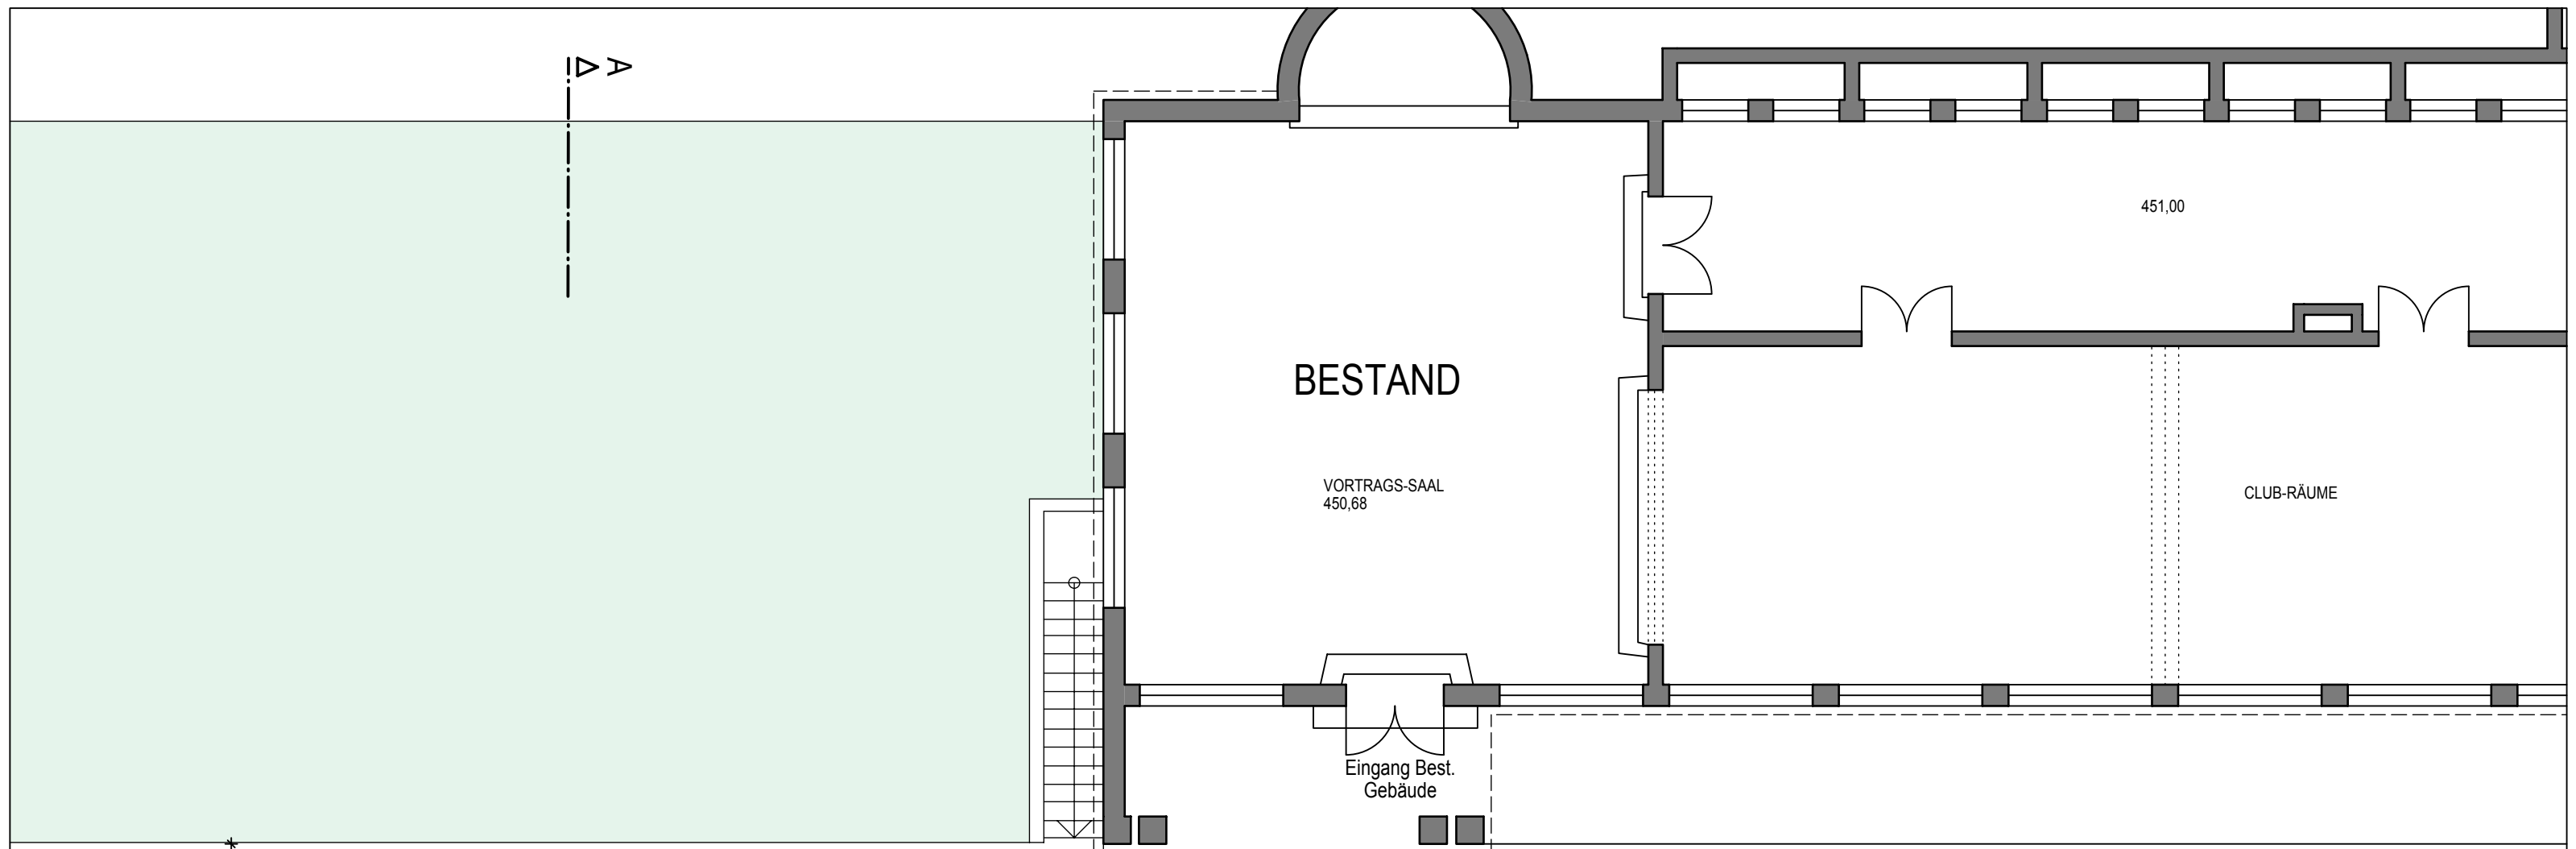 A
451,00
BESTAND
VORTRAGS-SAAL
450,68
CLUB-RÄUME
Eingang Best.
Gebäude